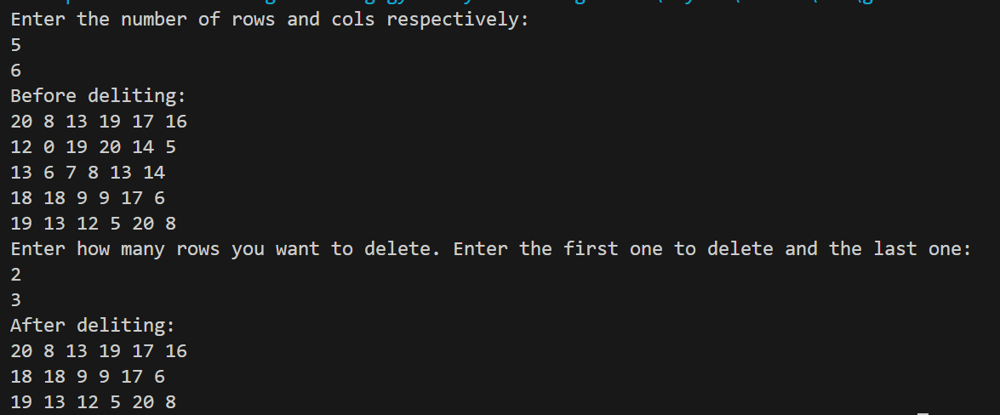 Enter the number of rows and cols respectively:
5
6
Before deliting:
20 8 13 19 17 16
12 0 19 20 14 5
13 6 7 8 13 14
18 18 9 9 17 6
19 13 12 5 20 8
Enter how many rows you want to delete. Enter the first one to delete and the last one:
2
3
After deliting:
20 8 13 19 17 16
18 18 9 9 17 6
19 13 12 5 20 8